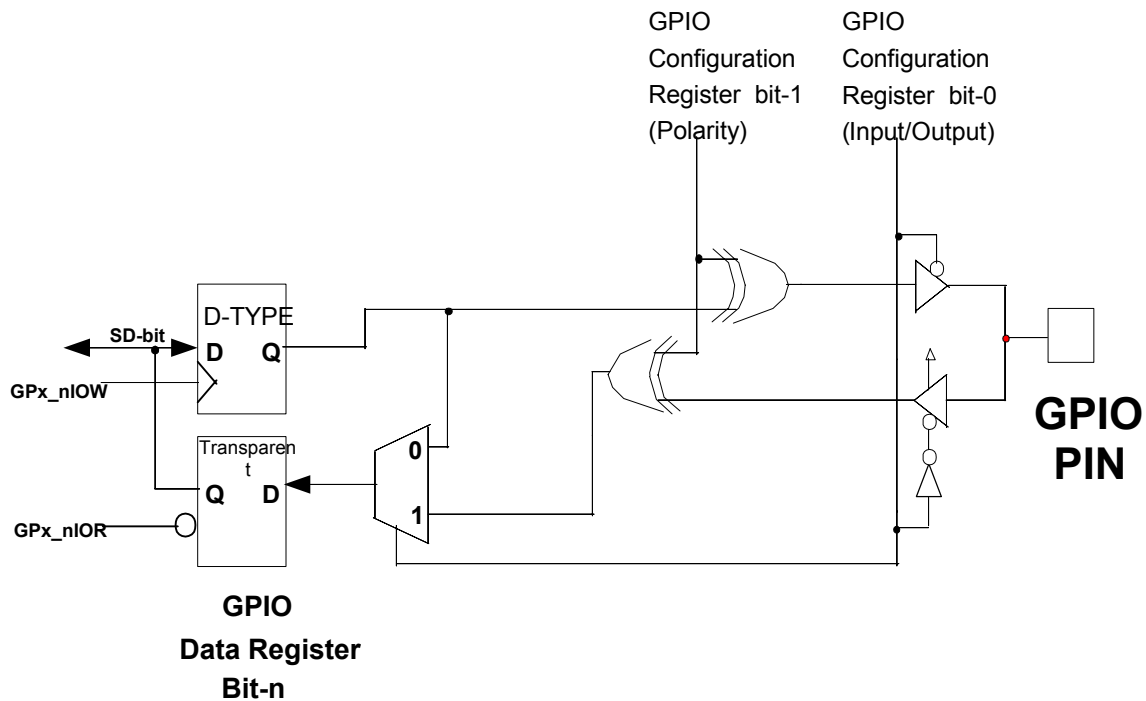 GPIO
Configuration
Register bit-1
(Polarity)
GPIO
Configuration
Register bit-0
(Input/Output)
D-TYPE
SD-bit
D
Q
GPx_nIOW
Transparen
t
Q
D
GPx_nIOR
0
1
GPIO
PIN
GPIO
Data Register
Bit-n